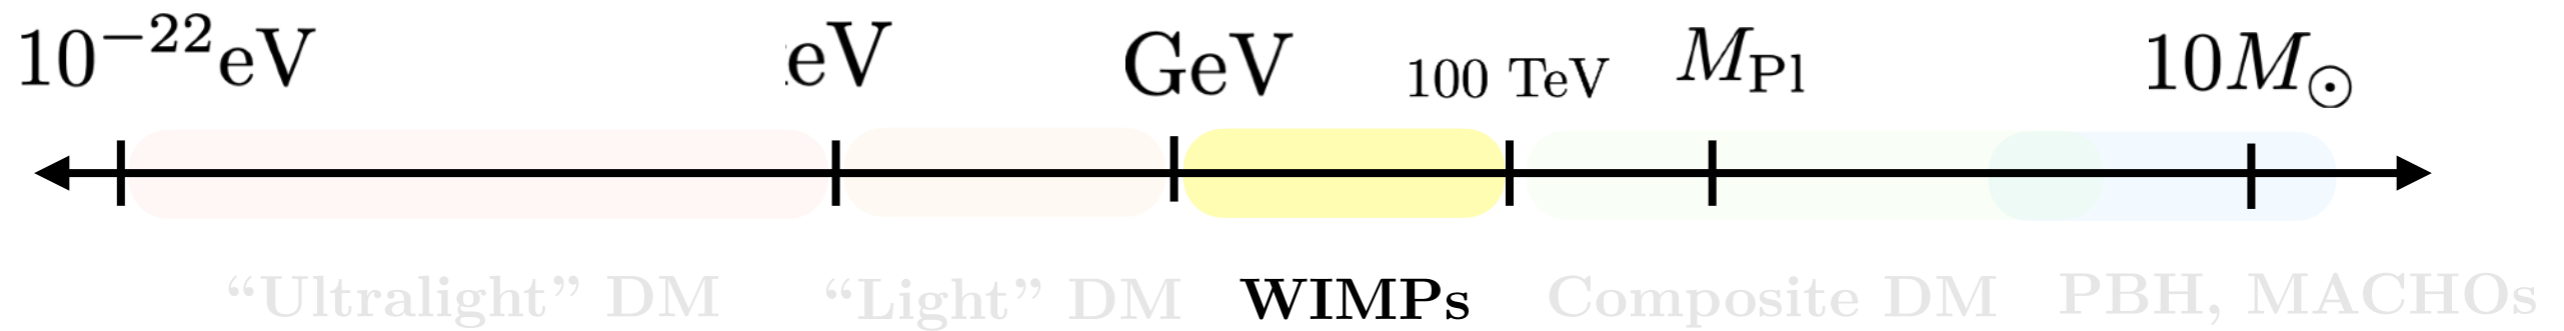 10⁻²²eV eV GeV 100 TeV M_Pl 10M_⊙
“Ultralight” DM “Light” DM WIMPs Composite DM PBH, MACHOs